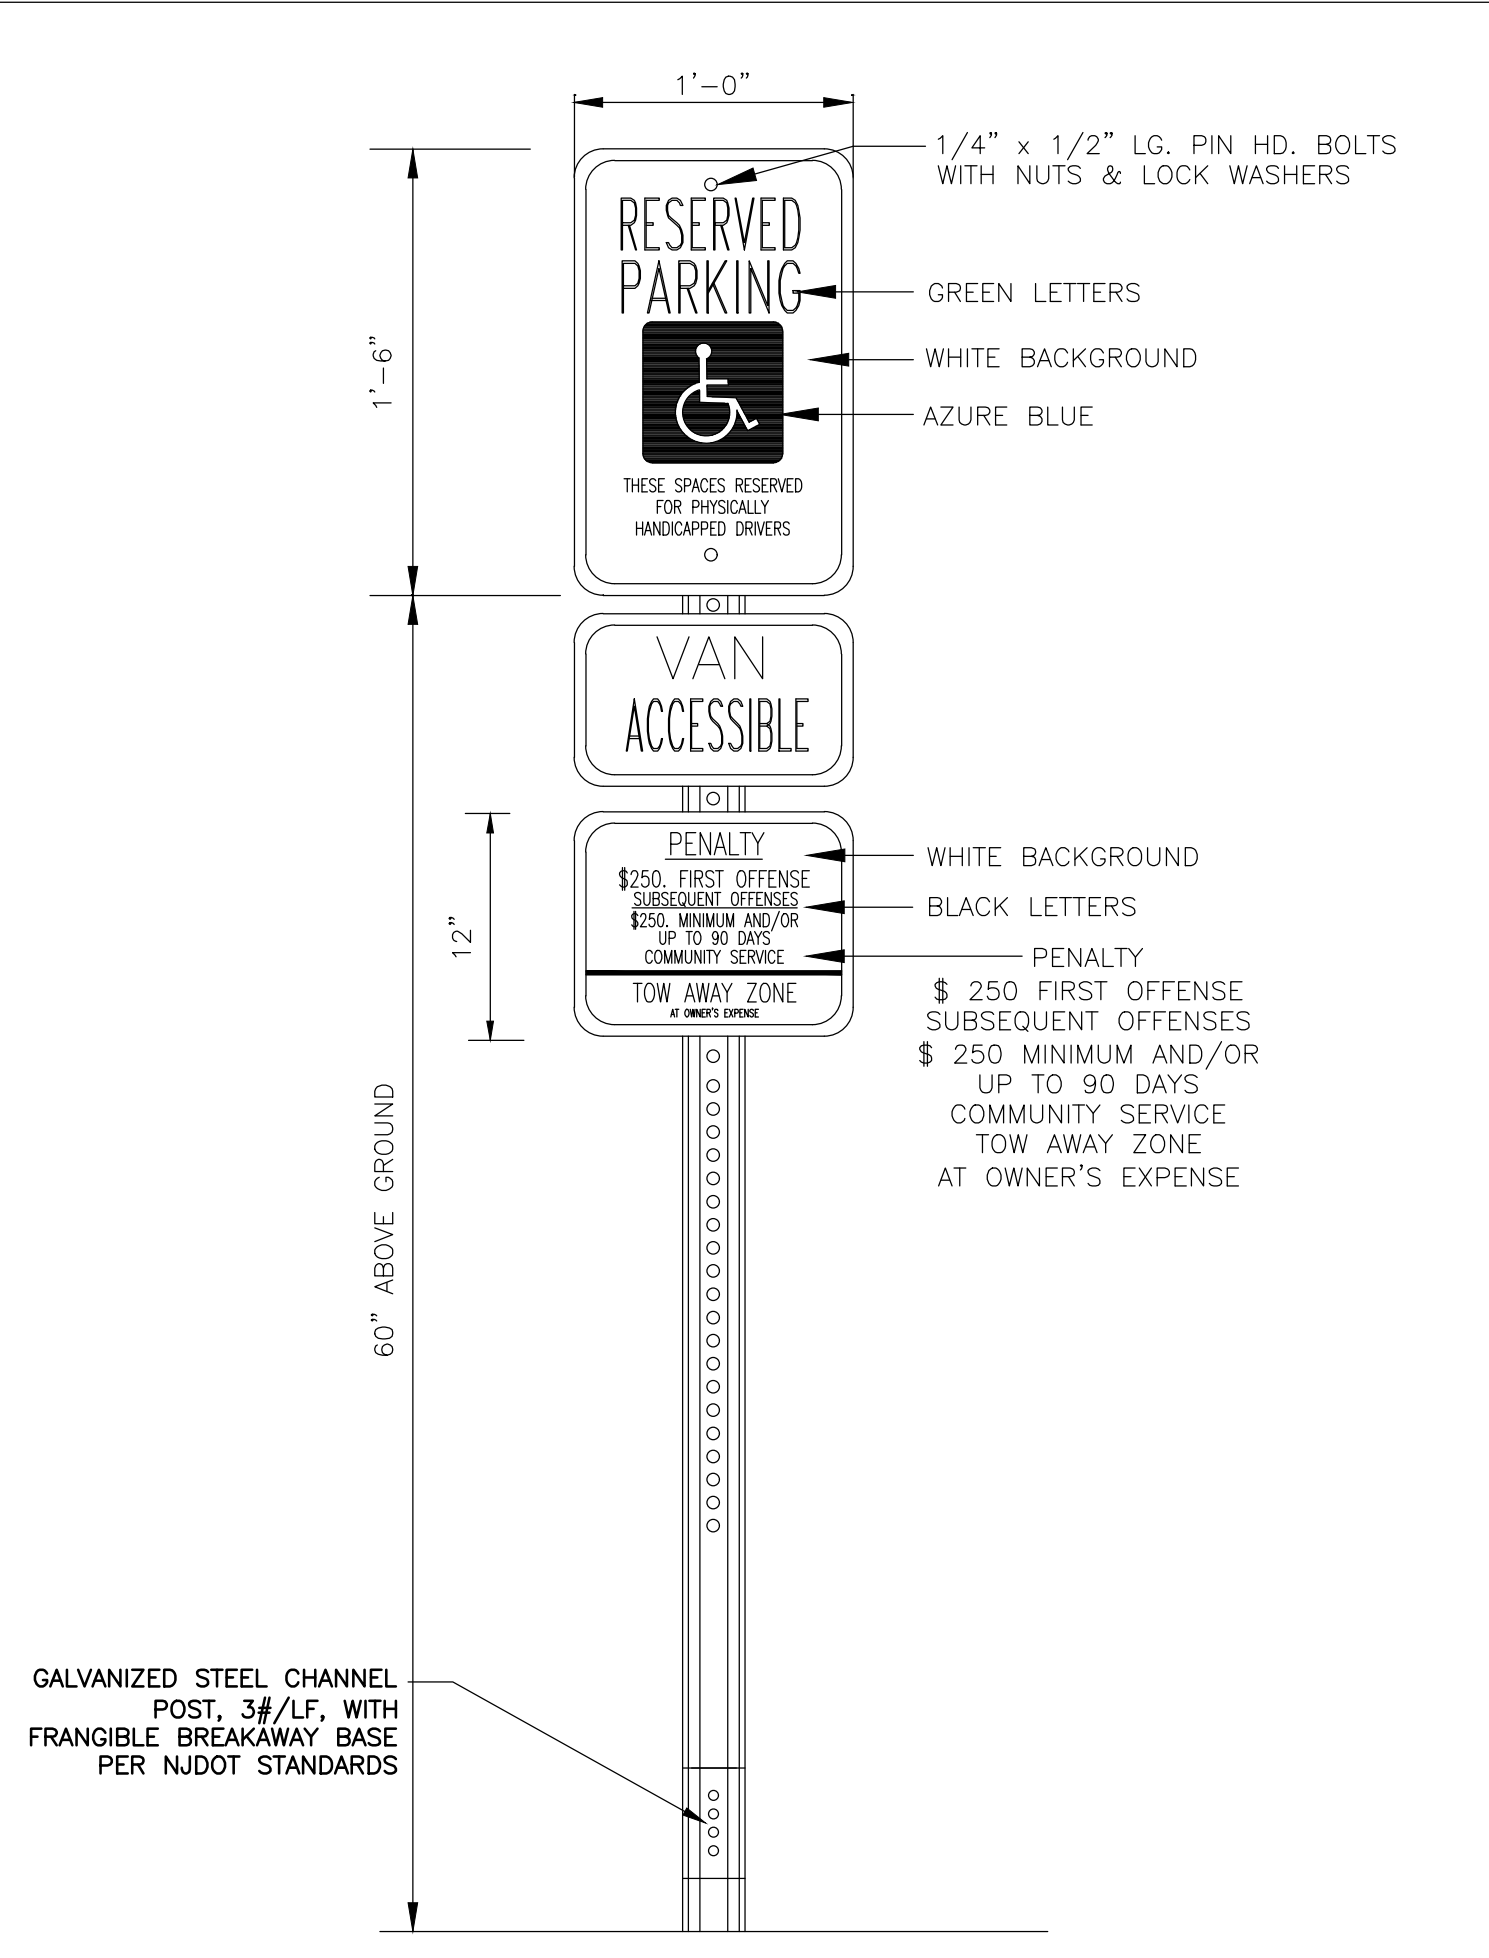 1'-0"
1/4" x 1/2" LG. PIN HD. BOLTS
WITH NUTS & LOCK WASHERS
RESERVED
PARKING
GREEN LETTERS
WHITE BACKGROUND
AZURE BLUE
1'-6"
THESE SPACES RESERVED
FOR PHYSICALLY
HANDICAPPED DRIVERS
VAN
ACCESSIBLE
12"
PENALTY
$250. FIRST OFFENSE
SUBSEQUENT OFFENSES
$250. MINIMUM AND/OR
UP TO 90 DAYS
COMMUNITY SERVICE
TOW AWAY ZONE
AT OWNER'S EXPENSE
WHITE BACKGROUND
BLACK LETTERS
PENALTY
$ 250 FIRST OFFENSE
SUBSEQUENT OFFENSES
$ 250 MINIMUM AND/OR
UP TO 90 DAYS
COMMUNITY SERVICE
TOW AWAY ZONE
AT OWNER'S EXPENSE
60" ABOVE GROUND
GALVANIZED STEEL CHANNEL
POST, 3#/LF, WITH
FRANGIBLE BREAKAWAY BASE
PER NJDOT STANDARDS